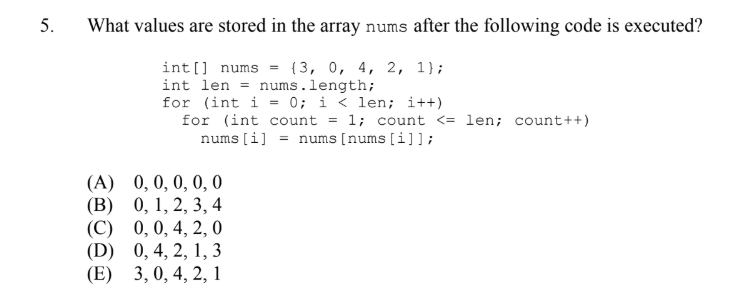 5. What values are stored in the array nums after the following code is executed?
int[] nums = {3, 0, 4, 2, 1};
int len = nums.length;
for (int i = 0; i < len; i++)
for (int count = 1; count <= len; count++)
nums[i] = nums[nums[i]];
(A) 0, 0, 0, 0, 0
(B) 0, 1, 2, 3, 4
(C) 0, 0, 4, 2, 0
(D) 0, 4, 2, 1, 3
(E) 3, 0, 4, 2, 1